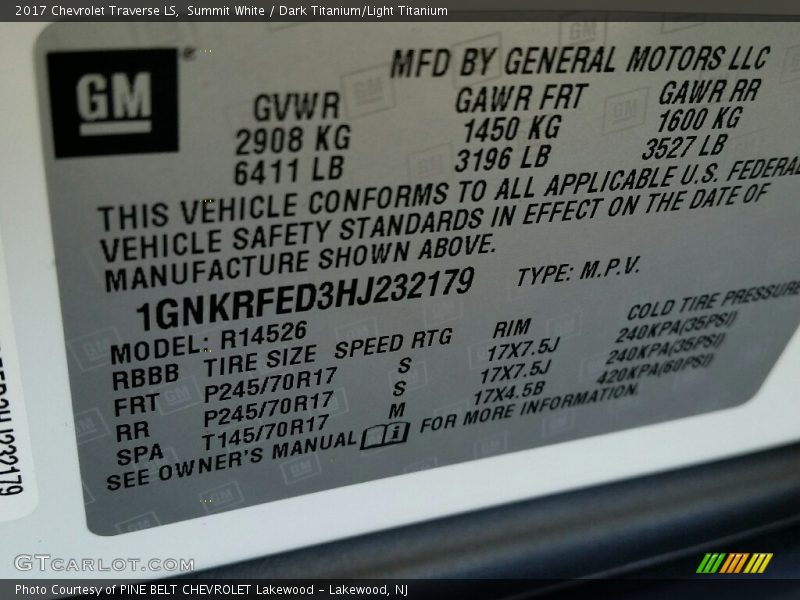 2017 Chevrolet Traverse LS, Summit White / Dark Titanium/Light Titanium
GM
MFD BY GENERAL MOTORS LLC
GVWR GAWR FRT GAWR RR
2908 KG 1450 KG 1600 KG
6411 LB 3196 LB 3527 LB
THIS VEHICLE CONFORMS TO ALL APPLICABLE U.S. FEDERAL
VEHICLE SAFETY STANDARDS IN EFFECT ON THE DATE OF
MANUFACTURE SHOWN ABOVE.
1GNKRFED3HJ232179 TYPE: M.P.V.
MODEL: R14526
RBBB TIRE SIZE SPEED RTG RIM COLD TIRE PRESSURE
FRT P245/70R17 S 17X7.5J 240KPA(35PSI)
RR P245/70R17 S 17X7.5J 240KPA(35PSI)
SPA T145/70R17 M 17X4.5B 420KPA(60PSI)
SEE OWNER'S MANUAL FOR MORE INFORMATION.
GTCARLOT.COM
Photo Courtesy of PINE BELT CHEVROLET Lakewood - Lakewood, NJ